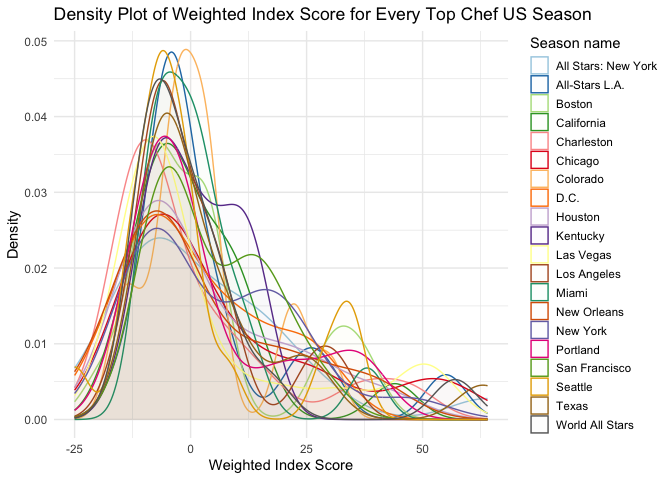 Density Plot of Weighted Index Score for Every Top Chef US Season
0.05
0.04
0.03
0.02
0.01
0.00
Density
-25
0
25
50
Weighted Index Score
Season name
All Stars: New York
All-Stars L.A.
Boston
California
Charleston
Chicago
Colorado
D.C.
Houston
Kentucky
Las Vegas
Los Angeles
Miami
New Orleans
New York
Portland
San Francisco
Seattle
Texas
World All Stars